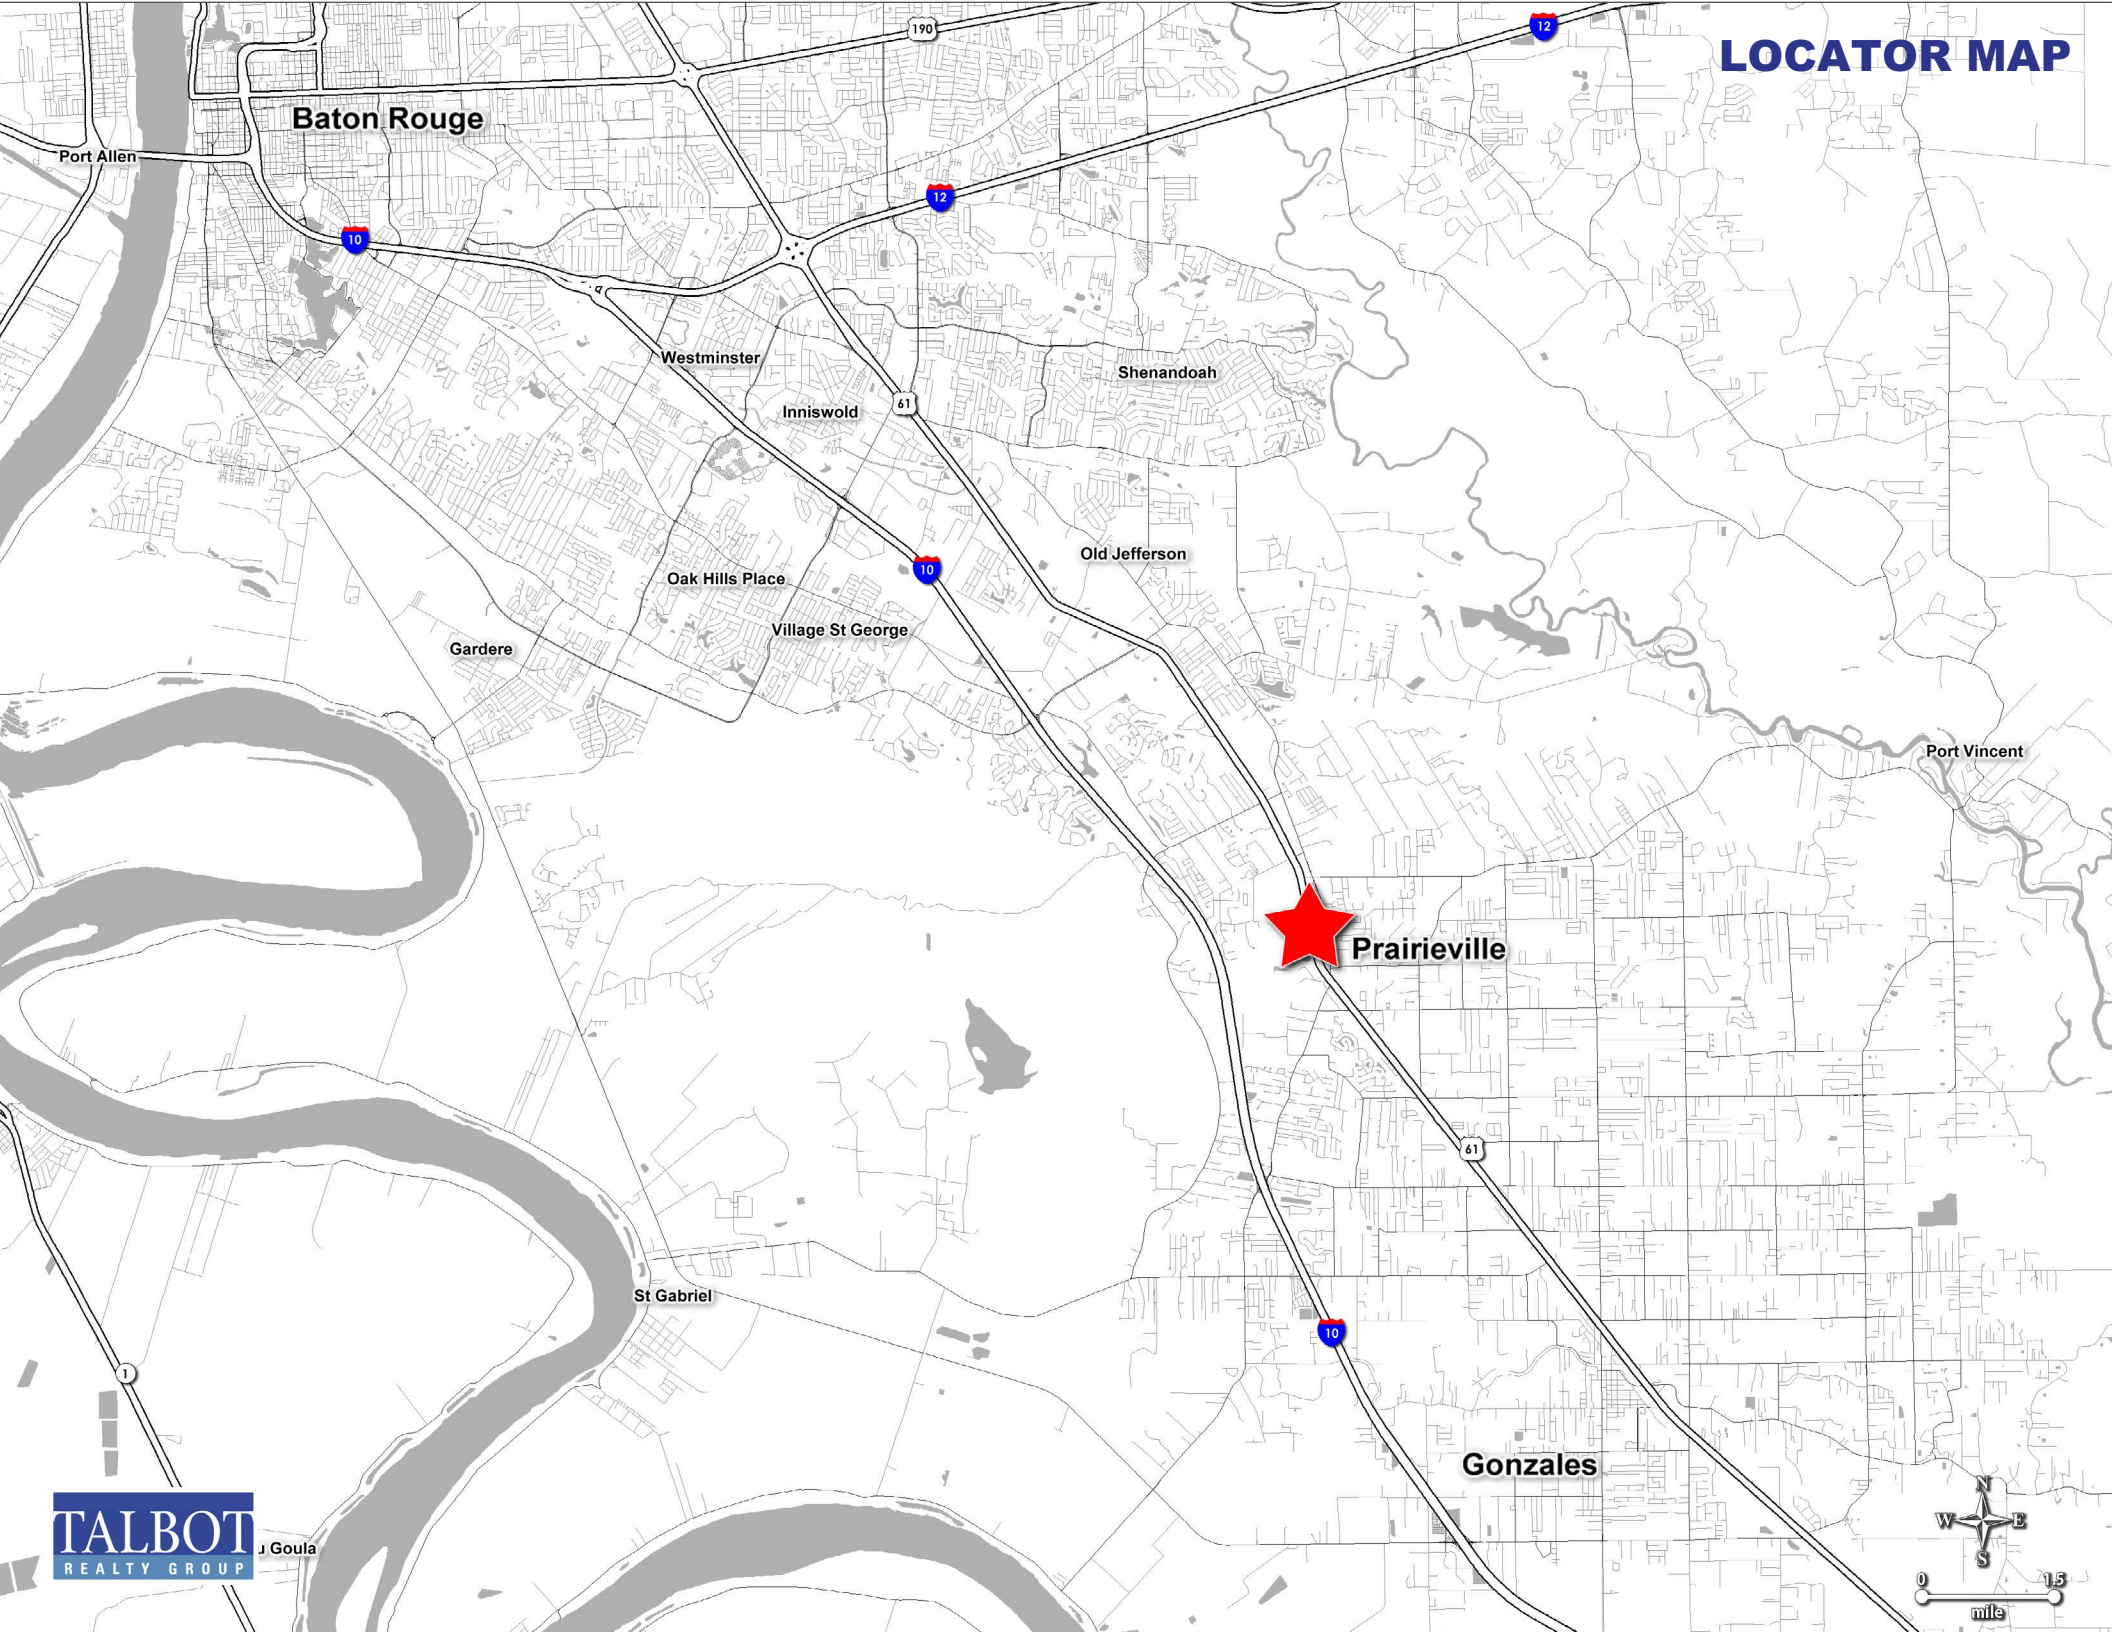 190
12
LOCATOR MAP
Baton Rouge
Port Allen
12
10
Westminster
Shenandoah
61
Inniswold
Old Jefferson
10
Oak Hills Place
Village St George
Gardere
Port Vincent
Prairieville
61
St Gabriel
10
1
Gonzales
N
W E
S
TALBOT
REALTY GROUP
u Goula
0 1.5
mile